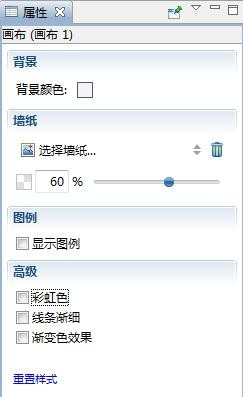 属性
画布 (画布 1)
背景
背景颜色:
墙纸
选择墙纸...
60 %
图例
显示图例
高级
彩虹色
线条渐细
渐变色效果
重置样式